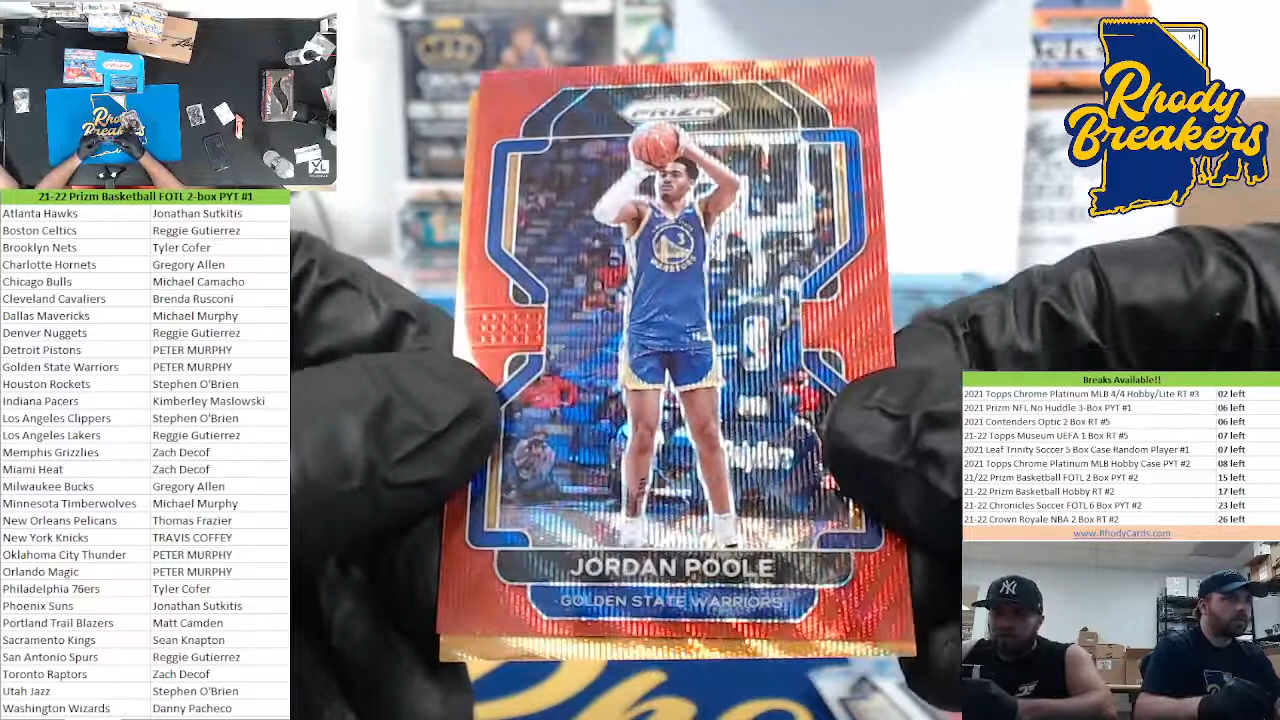 21-22 Prizm Basketball FOTL 2-box PYT #1
Atlanta Hawks Jonathan Sutkitis
Boston Celtics Reggie Gutierrez
Brooklyn Nets Tyler Cofer
Charlotte Hornets Gregory Allen
Chicago Bulls Michael Camacho
Cleveland Cavaliers Brenda Rusconi
Dallas Mavericks Michael Murphy
Denver Nuggets Reggie Gutierrez
Detroit Pistons PETER MURPHY
Golden State Warriors PETER MURPHY
Houston Rockets Stephen O'Brien
Indiana Pacers Kimberley Maslowski
Los Angeles Clippers Stephen O'Brien
Los Angeles Lakers Reggie Gutierrez
Memphis Grizzlies Zach Decof
Miami Heat Zach Decof
Milwaukee Bucks Gregory Allen
Minnesota Timberwolves Michael Murphy
New Orleans Pelicans Thomas Frazier
New York Knicks TRAVIS COFFEY
Oklahoma City Thunder PETER MURPHY
Orlando Magic PETER MURPHY
Philadelphia 76ers Tyler Cofer
Phoenix Suns Jonathan Sutkitis
Portland Trail Blazers Matt Camden
Sacramento Kings Sean Knapton
San Antonio Spurs Reggie Gutierrez
Toronto Raptors Zach Decof
Utah Jazz Stephen O'Brien
Washington Wizards Danny Pacheco
PRIZM
3
WARRIORS
JORDAN POOLE
GOLDEN STATE WARRIORS
1/1
Rhody
Breakers
Breaks Available!!
2021 Topps Chrome Platinum MLB 4/4 Hobby/Lite RT #3 02 left
2021 Prizm NFL No Huddle 3-Box PYT #1 06 left
2021 Contenders Optic 2 Box RT #5 06 left
21-22 Topps Museum UEFA 1 Box RT #5 07 left
2021 Leaf Trinity Soccer 5 Box Case Random Player #1 07 left
2021 Topps Chrome Platinum MLB Hobby Case PYT #2 08 left
21/22 Prizm Basketball FOTL 2 Box PYT #2 15 left
21-22 Prizm Basketball Hobby RT #2 17 left
21-22 Chronicles Soccer FOTL 6 Box PYT #2 23 left
21-22 Crown Royale NBA 2 Box RT #2 26 left
www.RhodyCards.com